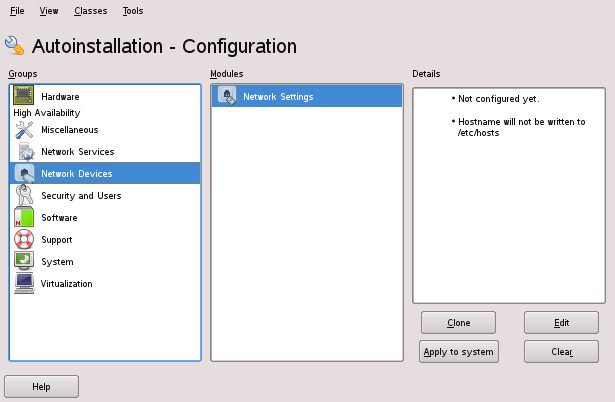 File View Classes Tools
Autoinstallation - Configuration
Groups
Modules
Details
Hardware
High Availability
Miscellaneous
Network Services
Network Devices
Security and Users
Software
Support
System
Virtualization
Network Settings
• Not configured yet.
• Hostname will not be written to
/etc/hosts
Clone
Edit
Apply to system
Clear
Help